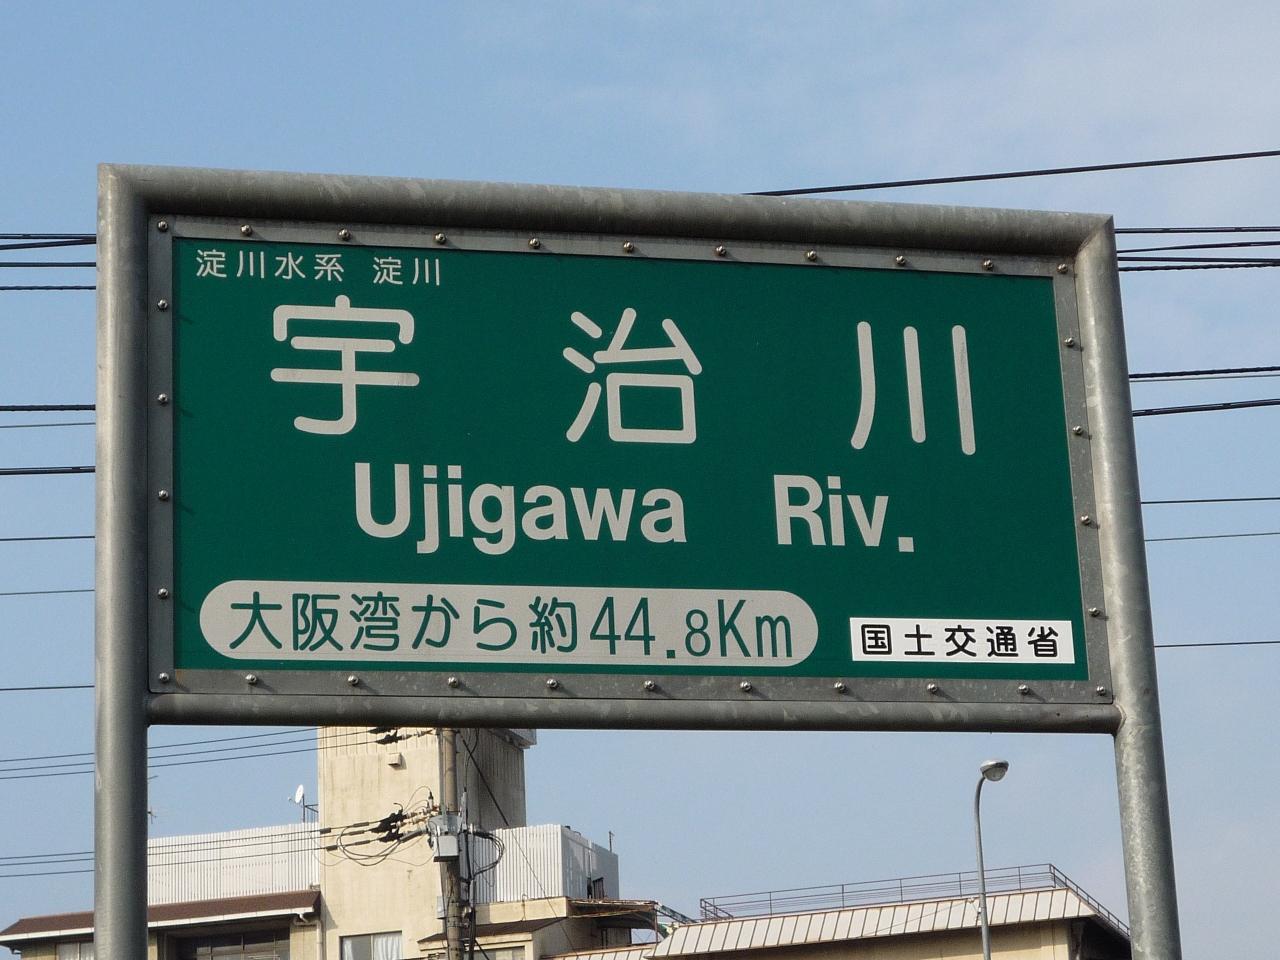 淀川水系 淀川
宇治川
Ujigawa Riv.
大阪湾から約44.8Km
国土交通省